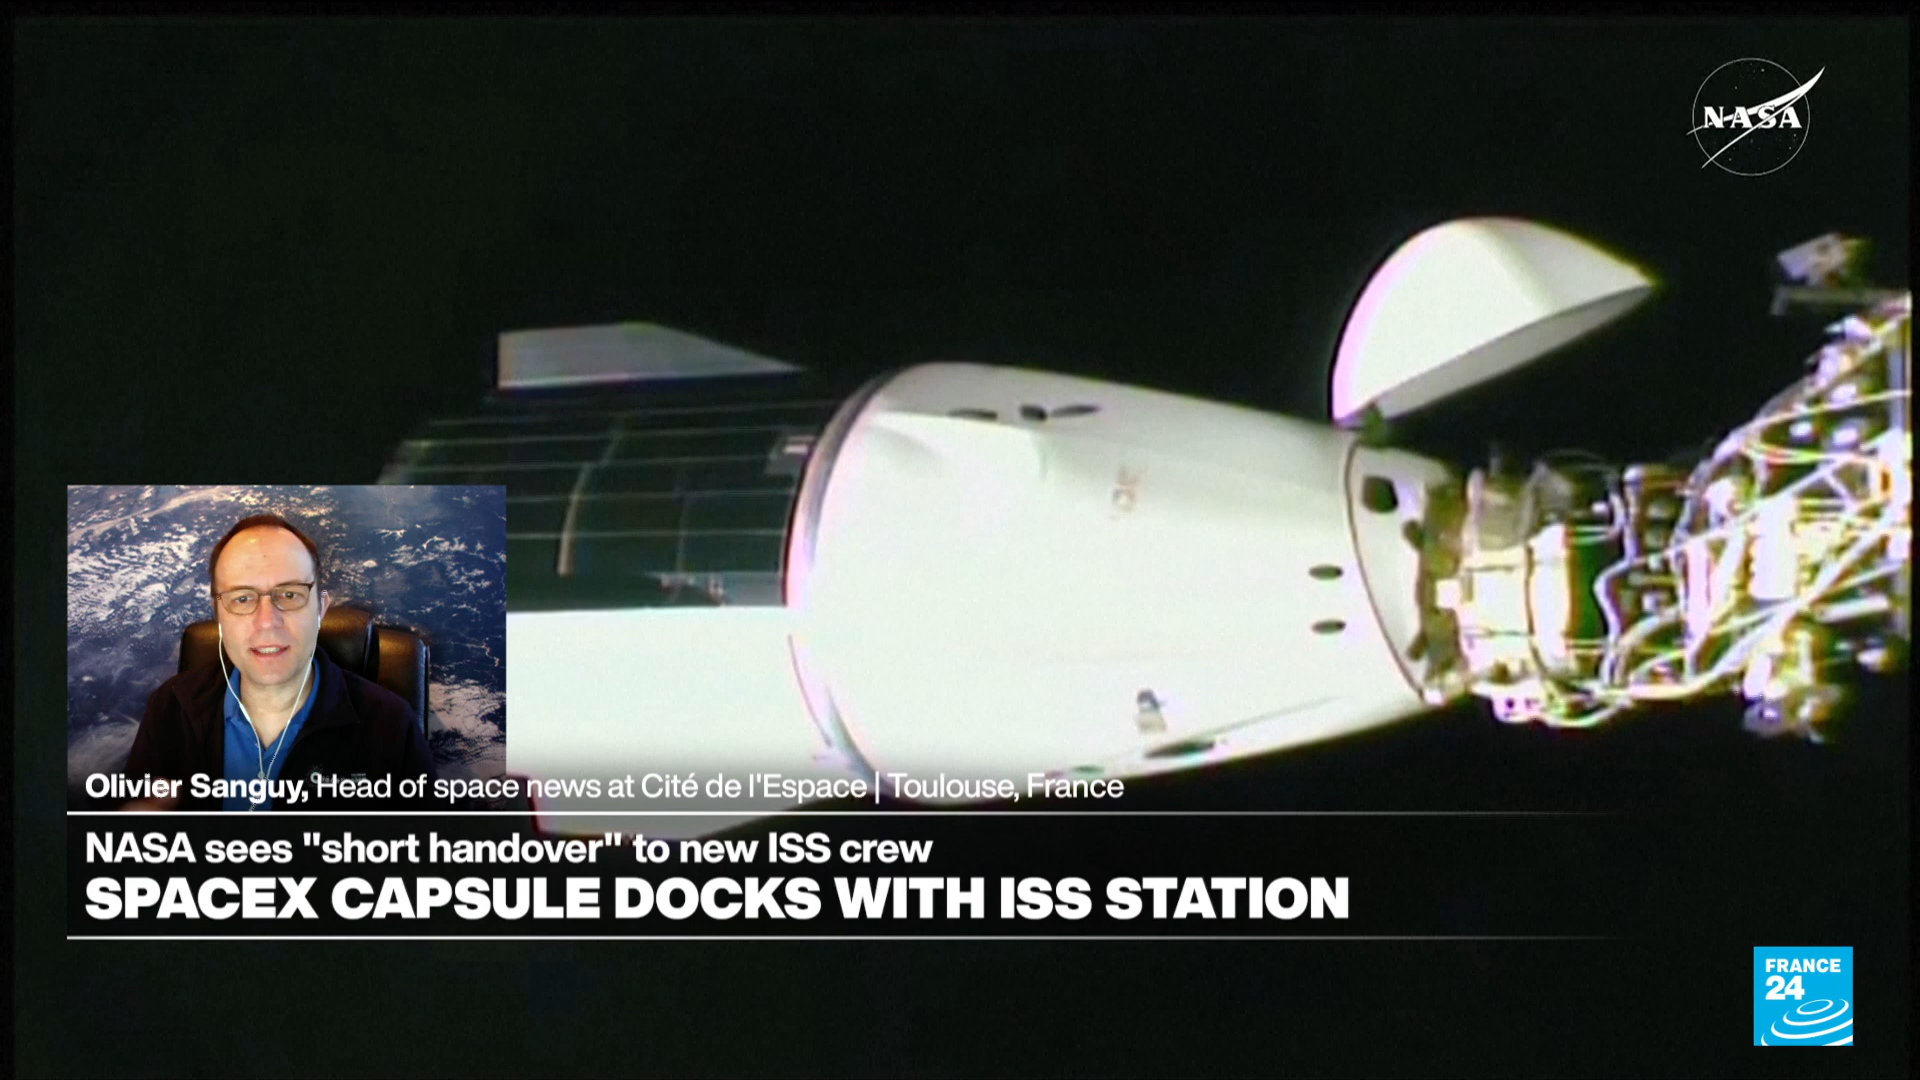 NASA
Olivier Sanguy, Head of space news at Cité de l'Espace | Toulouse, France
NASA sees "short handover" to new ISS crew
SPACEX CAPSULE DOCKS WITH ISS STATION
FRANCE
24